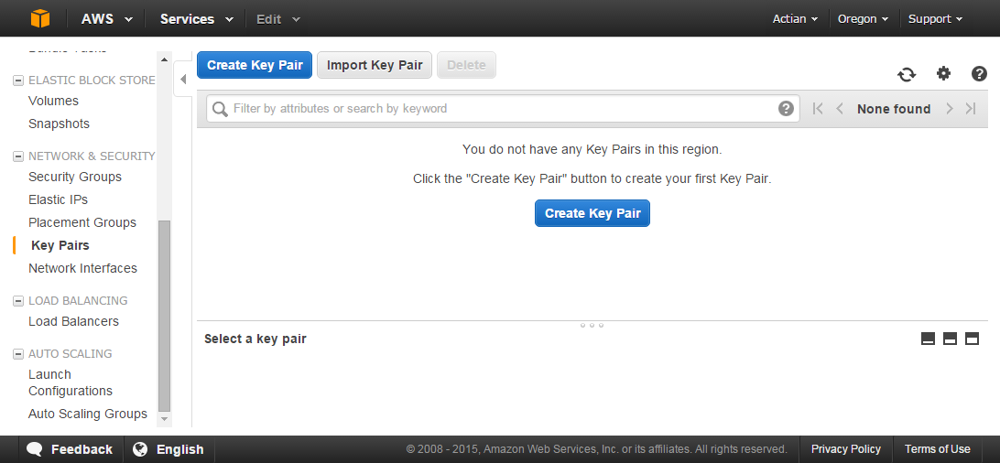 AWS Services Edit Actian Oregon Support
ELASTIC BLOCK STORE
Volumes
Snapshots
NETWORK & SECURITY
Security Groups
Elastic IPs
Placement Groups
Key Pairs
Network Interfaces
LOAD BALANCING
Load Balancers
AUTO SCALING
Launch
Configurations
Auto Scaling Groups
Create Key Pair Import Key Pair Delete
Filter by attributes or search by keyword None found
You do not have any Key Pairs in this region.
Click the "Create Key Pair" button to create your first Key Pair.
Create Key Pair
Select a key pair
Feedback English © 2008 - 2015, Amazon Web Services, Inc. or its affiliates. All rights reserved. Privacy Policy Terms of Use